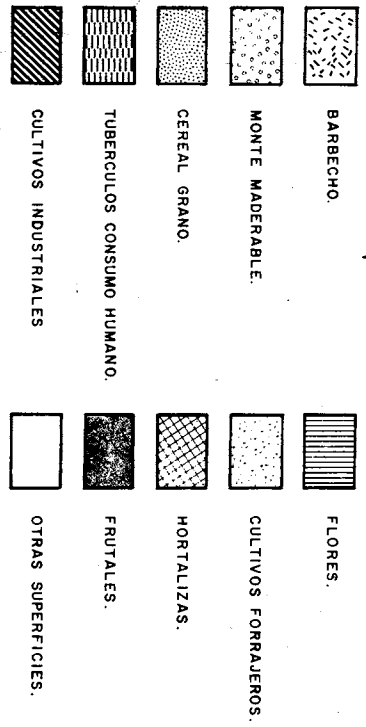 BARBECHO.
MONTE MADERABLE.
CEREAL GRANO.
TUBERCULOS CONSUMO HUMANO.
CULTIVOS INDUSTRIALES
FLORES.
CULTIVOS FORRAJEROS.
HORTALIZAS.
FRUTALES.
OTRAS SUPERFICIES.